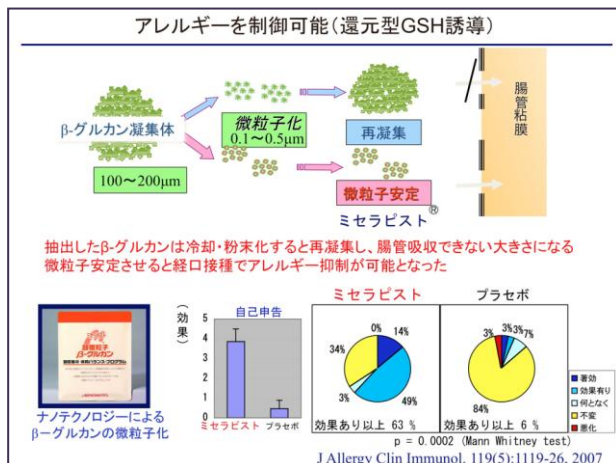 アレルギーを制御可能(還元型GSH誘導)
β-グルカン凝集体
100〜200μm
微粒子化
0.1〜0.5μm
再凝集
微粒子安定
ミセラピスト®
腸管粘膜
抽出したβ-グルカンは冷却・粉末化すると再凝集し、腸管吸収できない大きさになる
微粒子安定させると経口接種でアレルギー抑制が可能となった
β-グルカン
ナノテクノロジーによる
β-グルカンの微粒子化
(効果)
自己申告
5
4
3
2
1
0
ミセラピスト
プラセボ
ミセラピスト
0%
14%
49%
3%
34%
効果あり以上 63 %
プラセボ
3%
3%
3%
7%
84%
効果あり以上 6 %
著効
効果有り
何となく
不変
悪化
p = 0.0002 (Mann Whitney test)
J Allergy Clin Immunol. 119(5):1119-26, 2007